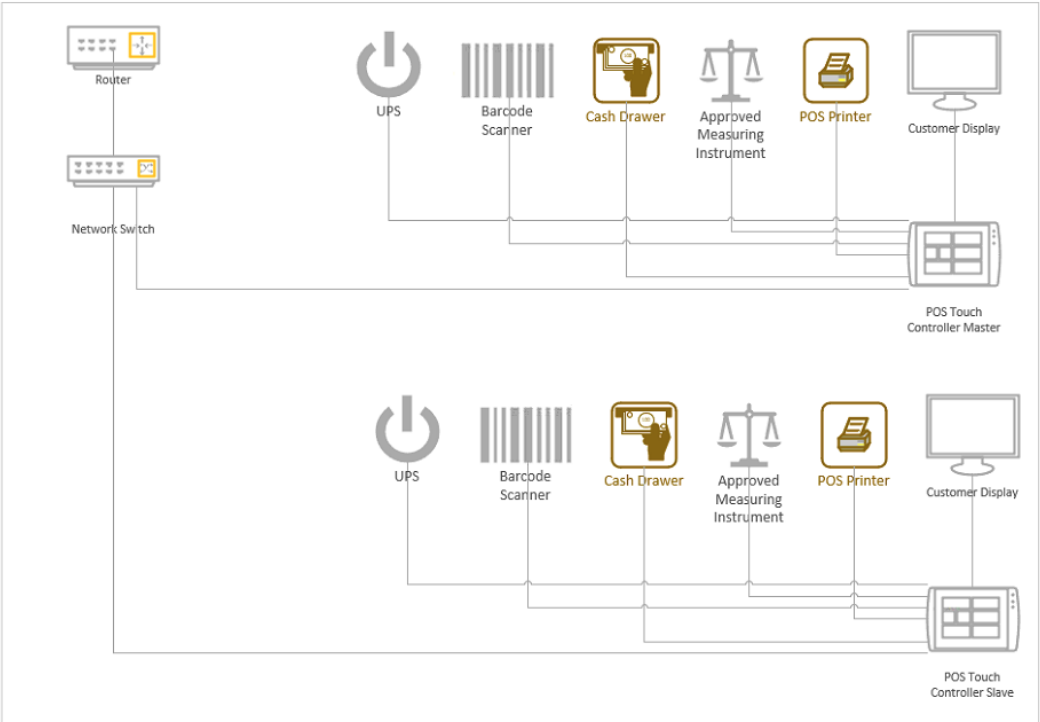 Router
Network Switch
UPS
Barcode
Scanner
Cash Drawer
Approved
Measuring
Instrument
POS Printer
Customer Display
POS Touch
Controller Master
UPS
Barcode
Scanner
Cash Drawer
Approved
Measuring
Instrument
POS Printer
Customer Display
POS Touch
Controller Slave